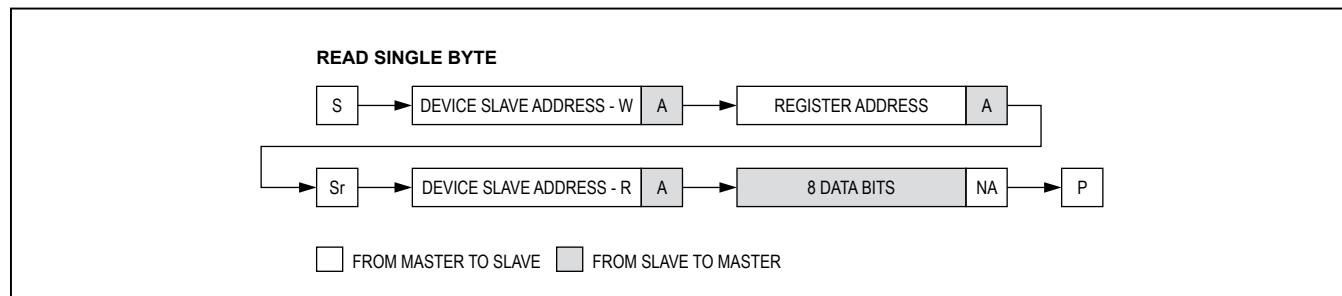 READ SINGLE BYTE
S DEVICE SLAVE ADDRESS - W A REGISTER ADDRESS A
Sr DEVICE SLAVE ADDRESS - R A 8 DATA BITS NA P
FROM MASTER TO SLAVE FROM SLAVE TO MASTER